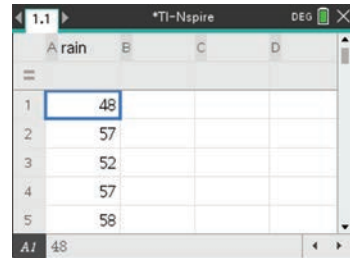 1.1 *TI-Nspire DEG
A rain B C D
=
1 48
2 57
3 52
4 57
5 58
A1 48